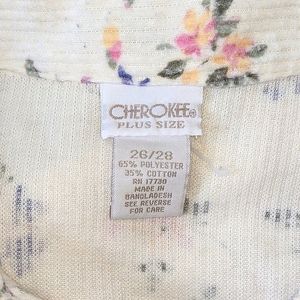 CHEROKEE®
PLUS SIZE
26/28
65% POLYESTER
35% COTTON
RN 17730
MADE IN
BANGLADESH
SEE REVERSE
FOR CARE